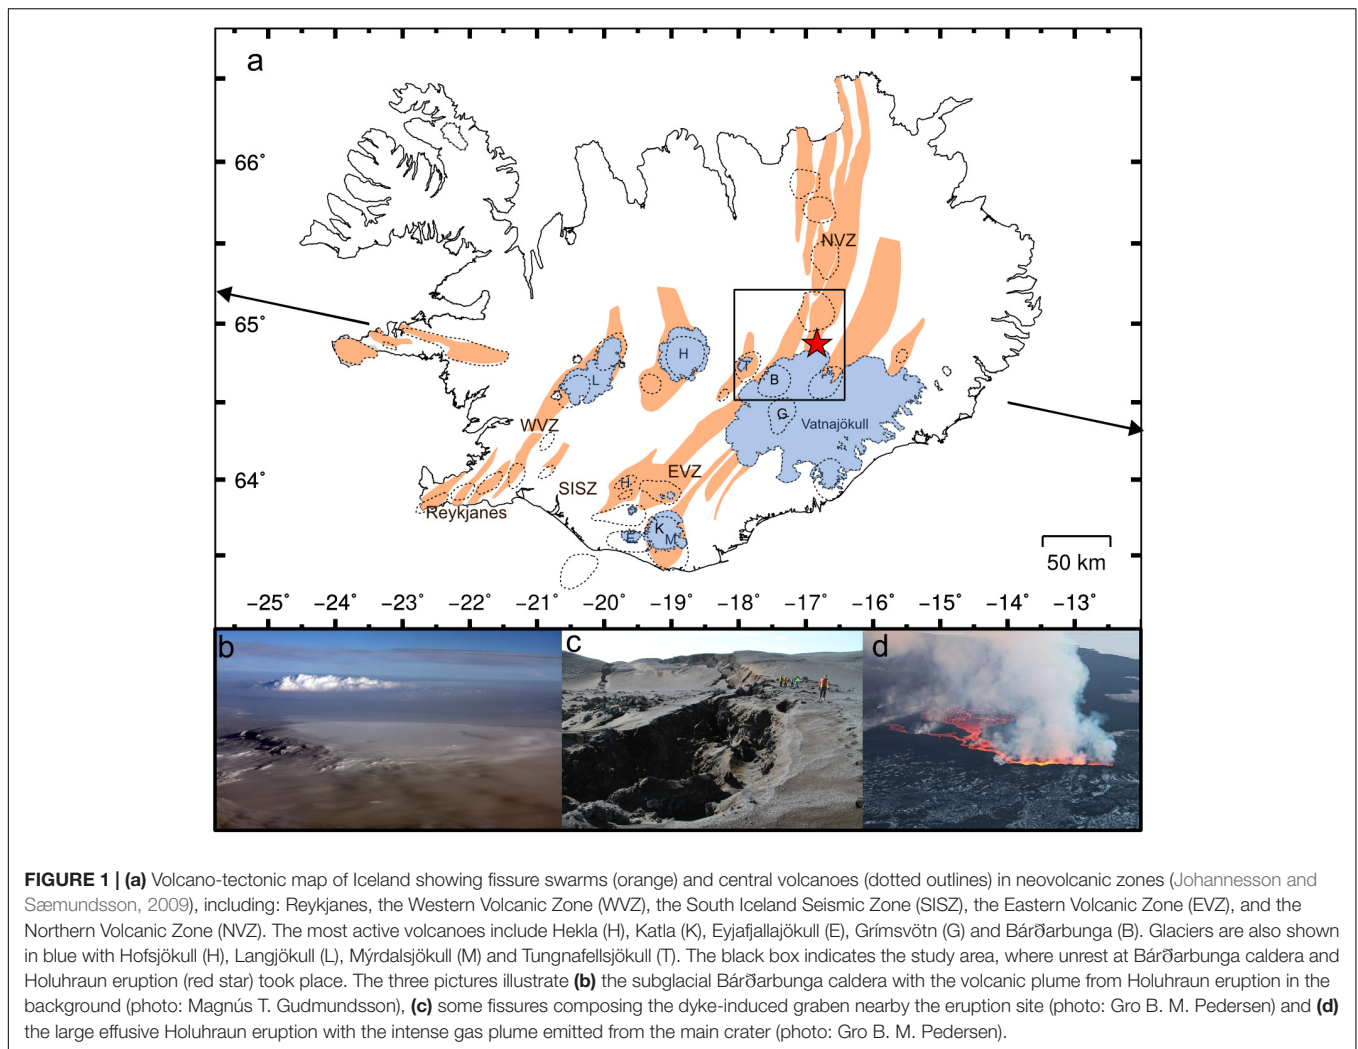 a
66°
65°
64°
NVZ
H
L
T
B
G
Vatnajökull
WVZ
EVZ
H
SISZ
Reykjanes
K
E
M
50 km
−25° −24° −23° −22° −21° −20° −19° −18° −17° −16° −15° −14° −13°
b c d
FIGURE 1 | (a) Volcano-tectonic map of Iceland showing fissure swarms (orange) and central volcanoes (dotted outlines) in neovolcanic zones (Johannesson and
Sæmundsson, 2009), including: Reykjanes, the Western Volcanic Zone (WVZ), the South Iceland Seismic Zone (SISZ), the Eastern Volcanic Zone (EVZ), and the
Northern Volcanic Zone (NVZ). The most active volcanoes include Hekla (H), Katla (K), Eyjafjallajökull (E), Grímsvötn (G) and Bárðarbunga (B). Glaciers are also shown
in blue with Hofsjökull (H), Langjökull (L), Mýrdalsjökull (M) and Tungnafellsjökull (T). The black box indicates the study area, where unrest at Bárðarbunga caldera and
Holuhraun eruption (red star) took place. The three pictures illustrate (b) the subglacial Bárðarbunga caldera with the volcanic plume from Holuhraun eruption in the
background (photo: Magnús T. Gudmundsson), (c) some fissures composing the dyke-induced graben nearby the eruption site (photo: Gro B. M. Pedersen) and (d)
the large effusive Holuhraun eruption with the intense gas plume emitted from the main crater (photo: Gro B. M. Pedersen).